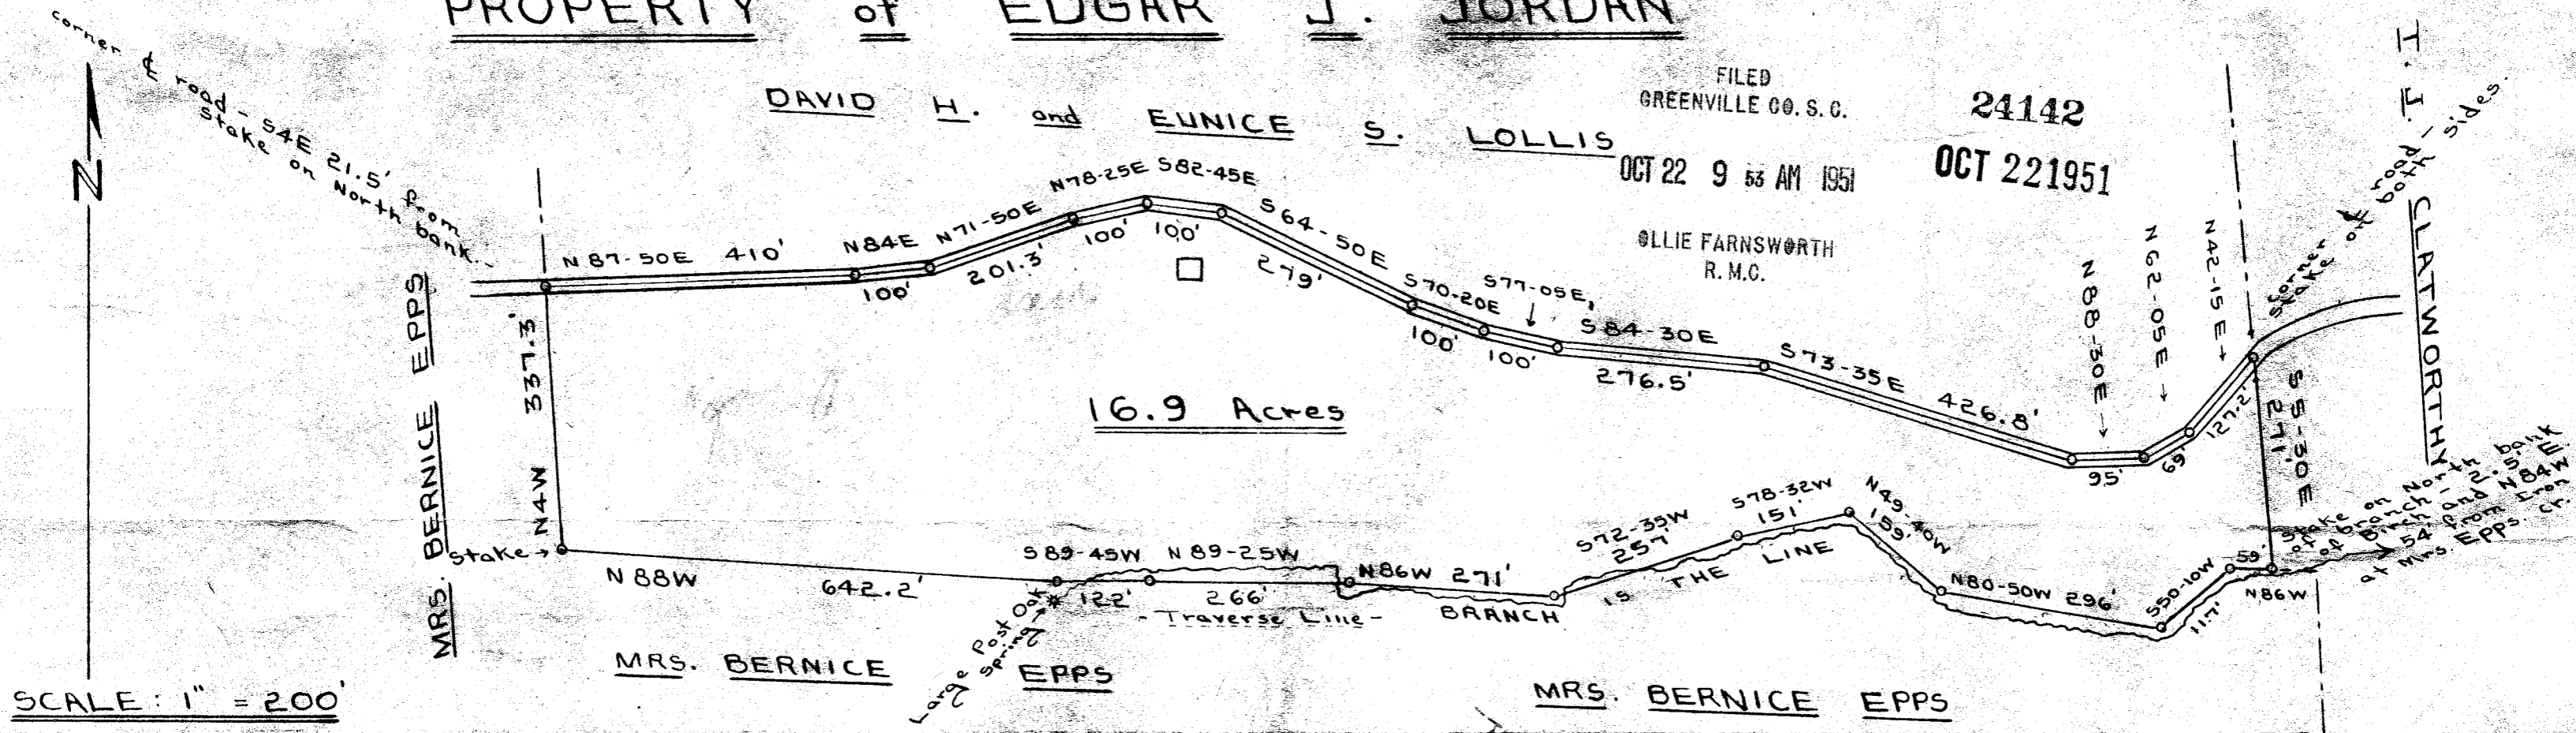 PROPERTY of EDGAR J. JORDAN
DAVID H. and EUNICE S. LOLLIS
FILED
GREENVILLE CO. S. C.
OCT 22 9 53 AM 1951
OLLIE FARNSWORTH
R. M. C.
24142
OCT 22 1951
corner ℄ road - S4E 21.5' from
Stake on North bank.
N
N 87-50E 410'
N84E
100'
N71-50E
201.3'
N78-25E
100'
S82-45E
100'
S64-50E
279'
S70-20E
100'
S77-05E
100'
S84-30E
276.5'
S73-35E 426.8'
N88-30E
95'
N62-05E
69'
N42-15E
127.2'
corner ℄ road -
stake both sides.
T. J. CLATWORTHY
S5-30E
271'
Stake on North bank
of branch - 2.5' E.
of Birch and N84W
54' from Iron
at Mrs. EPPS. cr.
MRS. BERNICE EPPS
337.3'
N4W
Stake
16.9 Acres
N88W 642.2'
S89-45W
122'
N89-25W
266'
- Traverse Line -
N86W 271'
BRANCH IS THE LINE
S72-35W
257'
S78-32W
151'
N49-40W
159'
N80-50W 296'
S50-10W
117'
59'
N86W
Large Post Oak
Spring
MRS. BERNICE EPPS
MRS. BERNICE EPPS
SCALE: 1" = 200'